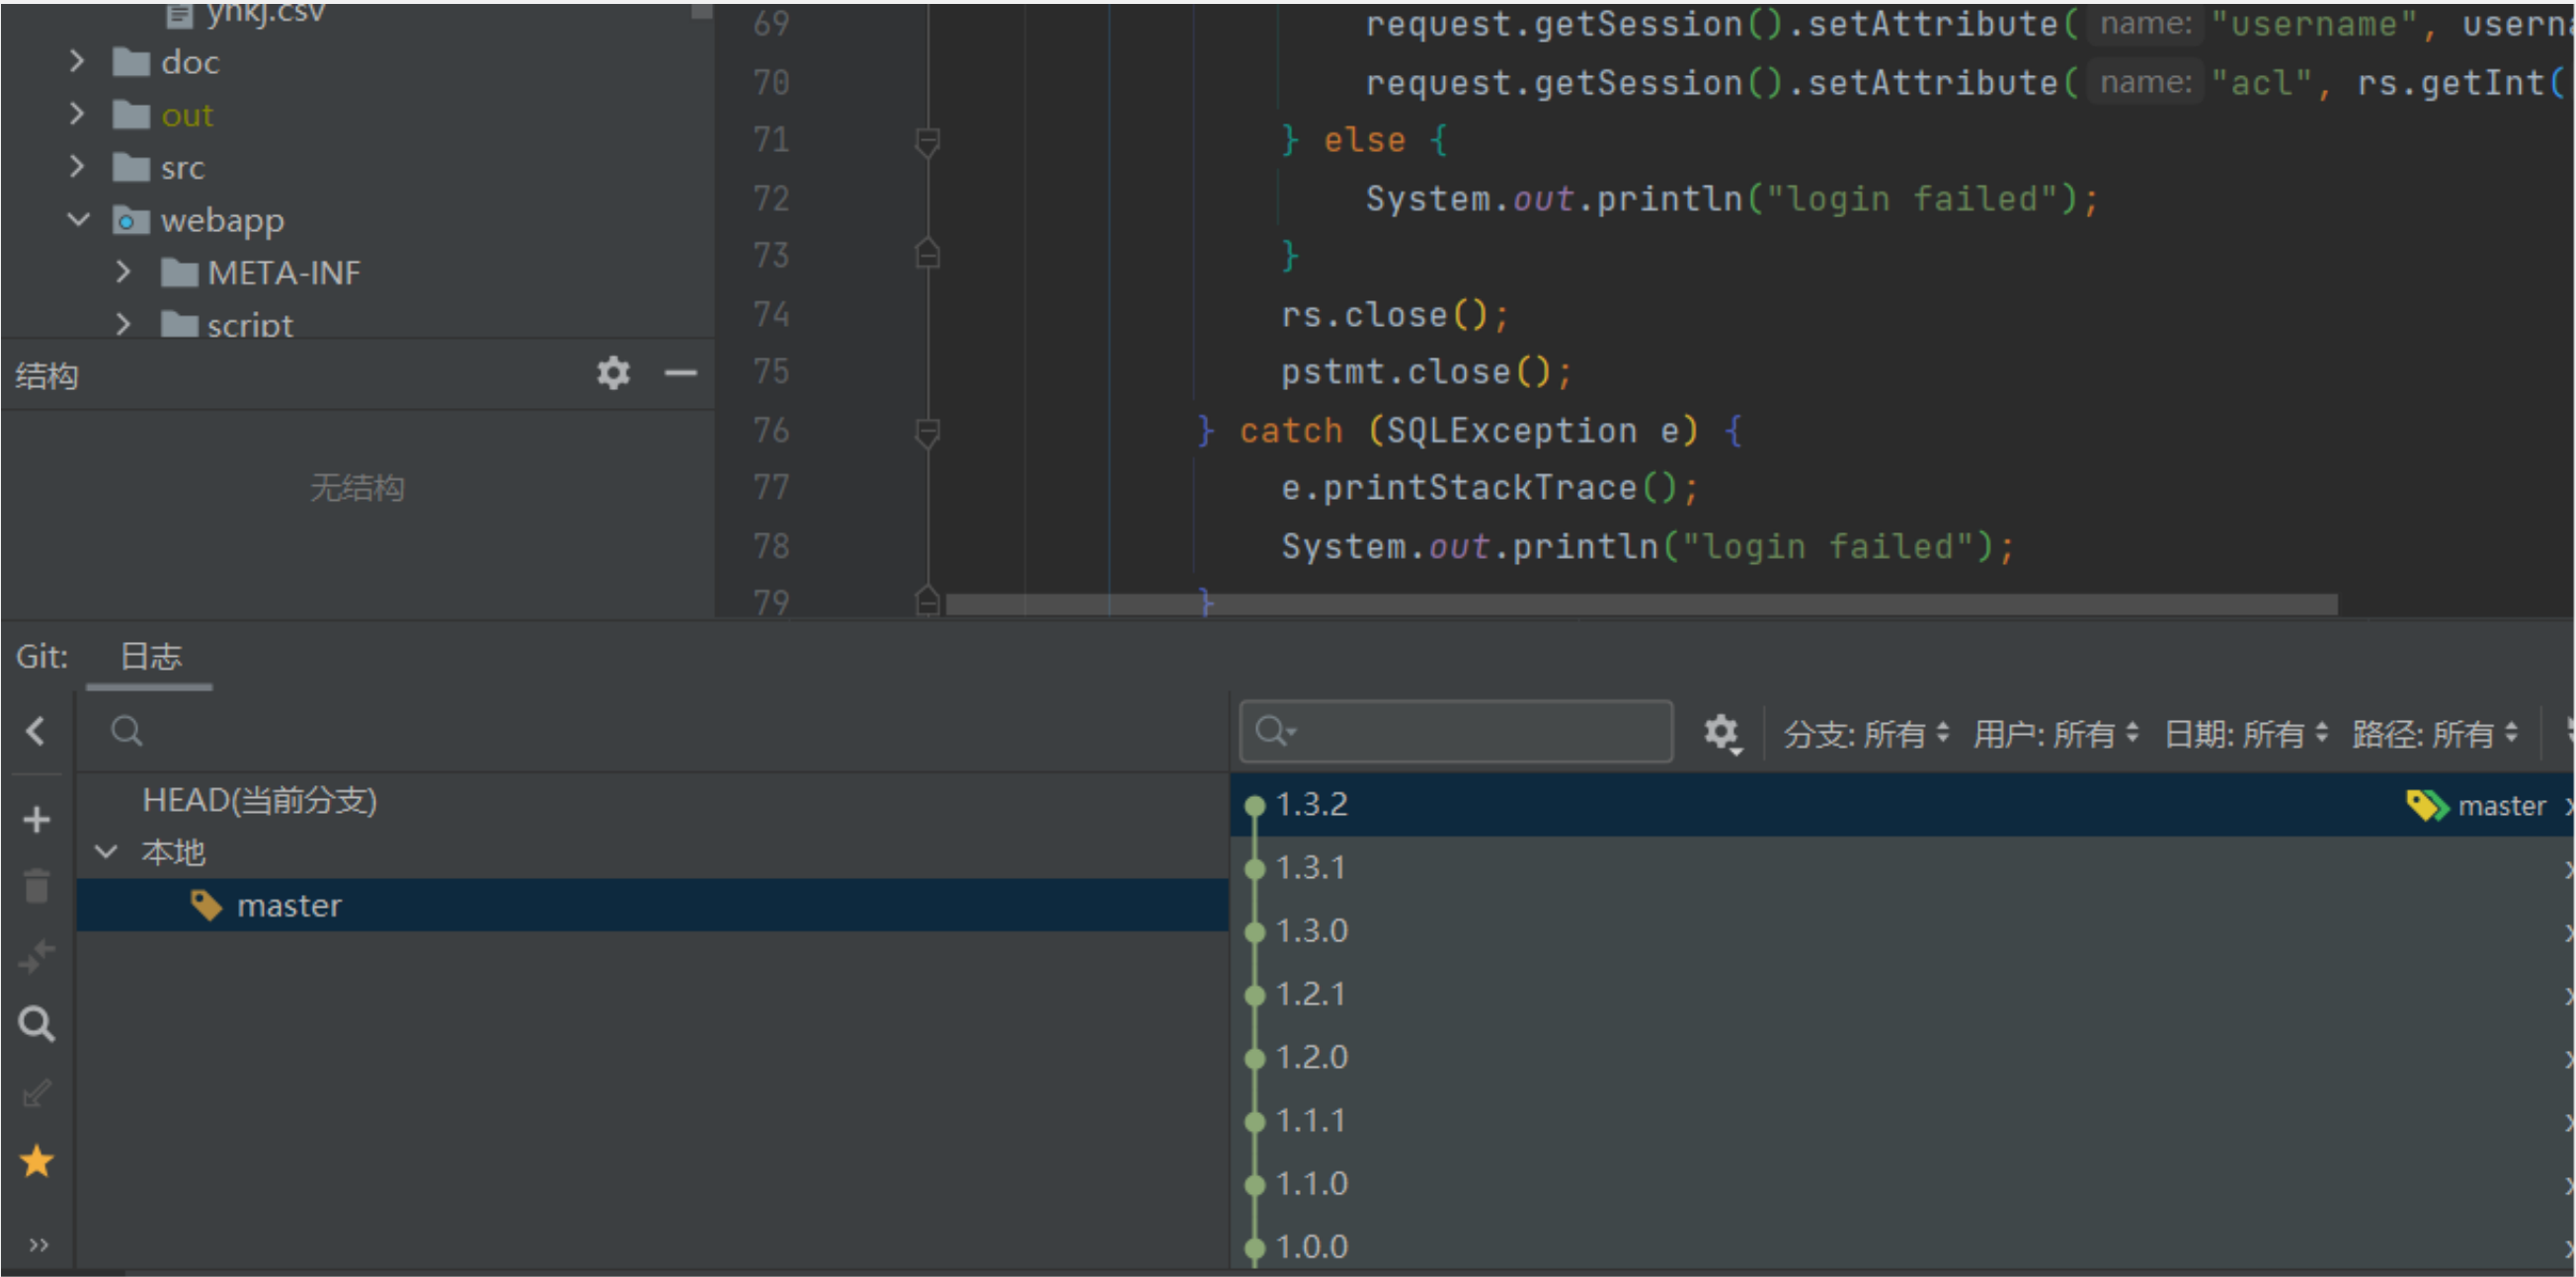 ynkj.csv
doc
out
src
webapp
META-INF
script
结构
无结构
69 request.getSession().setAttribute( name: "username",
70 request.getSession().setAttribute( name: "acl", rs.getInt(
71 } else {
72 System.out.println("login failed");
73 }
74 rs.close();
75 pstmt.close();
76 } catch (SQLException e) {
77 e.printStackTrace();
78 System.out.println("login failed");
79 }
Git: 日志
分支: 所有 用户: 所有 日期: 所有 路径: 所有
HEAD(当前分支)
本地
master
1.3.2 master
1.3.1
1.3.0
1.2.1
1.2.0
1.1.1
1.1.0
1.0.0